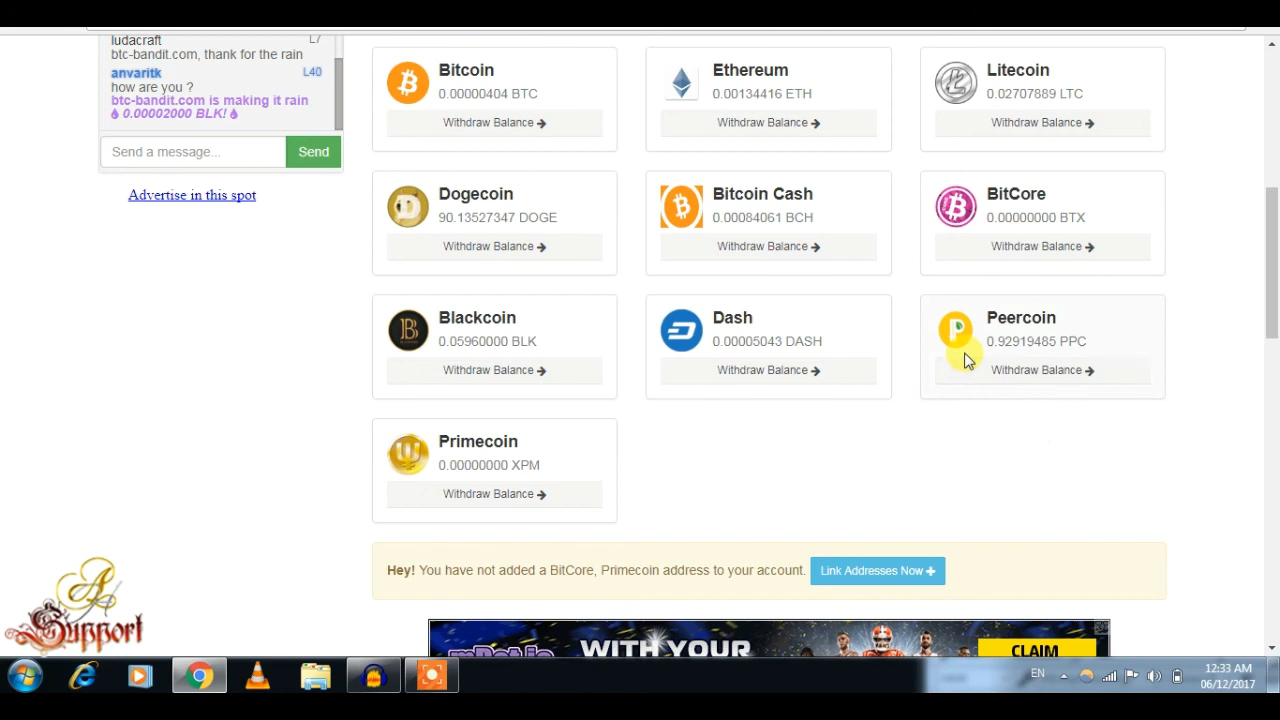 ludacraft L7
btc-bandit.com, thank for the rain
anvaritk L40
how are you ?
btc-bandit.com is making it rain
0.00002000 BLK!
Send a message... Send
Advertise in this spot
Bitcoin
0.00000404 BTC
Withdraw Balance
Ethereum
0.00134416 ETH
Withdraw Balance
Litecoin
0.02707889 LTC
Withdraw Balance
Dogecoin
90.13527347 DOGE
Withdraw Balance
Bitcoin Cash
0.00084061 BCH
Withdraw Balance
BitCore
0.00000000 BTX
Withdraw Balance
Blackcoin
0.05960000 BLK
Withdraw Balance
Dash
0.00005043 DASH
Withdraw Balance
Peercoin
0.92919485 PPC
Withdraw Balance
Primecoin
0.00000000 XPM
Withdraw Balance
Hey! You have not added a BitCore, Primecoin address to your account. Link Addresses Now
WITH YOUR
CLAIM
A
Support
EN
12:33 AM
06/12/2017